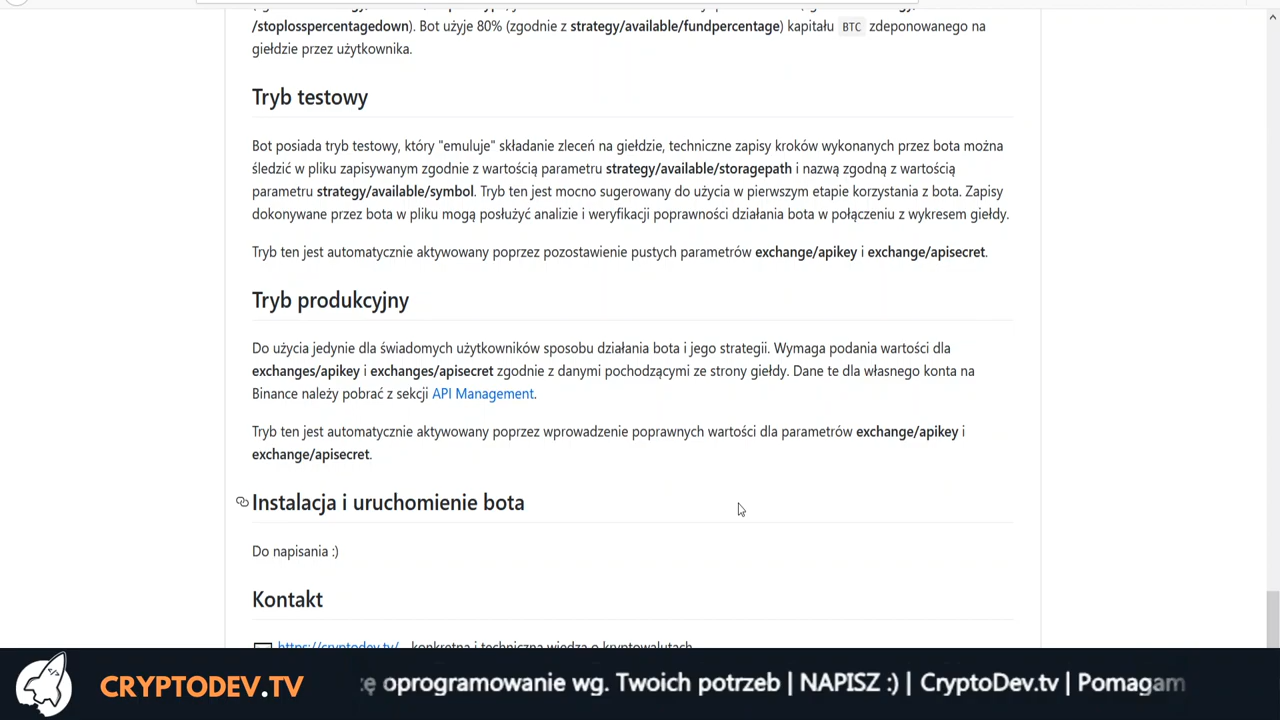 /stoplosspercentagedown). Bot użyje 80% (zgodnie z strategy/available/fundpercentage) kapitału BTC zdeponowanego na
giełdzie przez użytkownika.
Tryb testowy
Bot posiada tryb testowy, który "emuluje" składanie zleceń na giełdzie, techniczne zapisy kroków wykonanych przez bota można
śledzić w pliku zapisywanym zgodnie z wartością parametru strategy/available/storagepath i nazwą zgodną z wartością
parametru strategy/available/symbol. Tryb ten jest mocno sugerowany do użycia w pierwszym etapie korzystania z bota. Zapisy
dokonywane przez bota w pliku mogą posłużyć analizie i weryfikacji poprawności działania bota w połączeniu z wykresem giełdy.
Tryb ten jest automatycznie aktywowany poprzez pozostawienie pustych parametrów exchange/apikey i exchange/apisecret.
Tryb produkcyjny
Do użycia jedynie dla świadomych użytkowników sposobu działania bota i jego strategii. Wymaga podania wartości dla
exchanges/apikey i exchanges/apisecret zgodnie z danymi pochodzącymi ze strony giełdy. Dane te dla własnego konta na
Binance należy pobrać z sekcji API Management.
Tryb ten jest automatycznie aktywowany poprzez wprowadzenie poprawnych wartości dla parametrów exchange/apikey i
exchange/apisecret.
Instalacja i uruchomienie bota
Do napisania :)
Kontakt
https://cryptodev.tv/ - konkretna i techniczna wiedza o kryptowalutach
CRYPTODEV.TV
oprogramowanie wg. Twoich potrzeb | NAPISZ :) | CryptoDev.tv | Pomagam